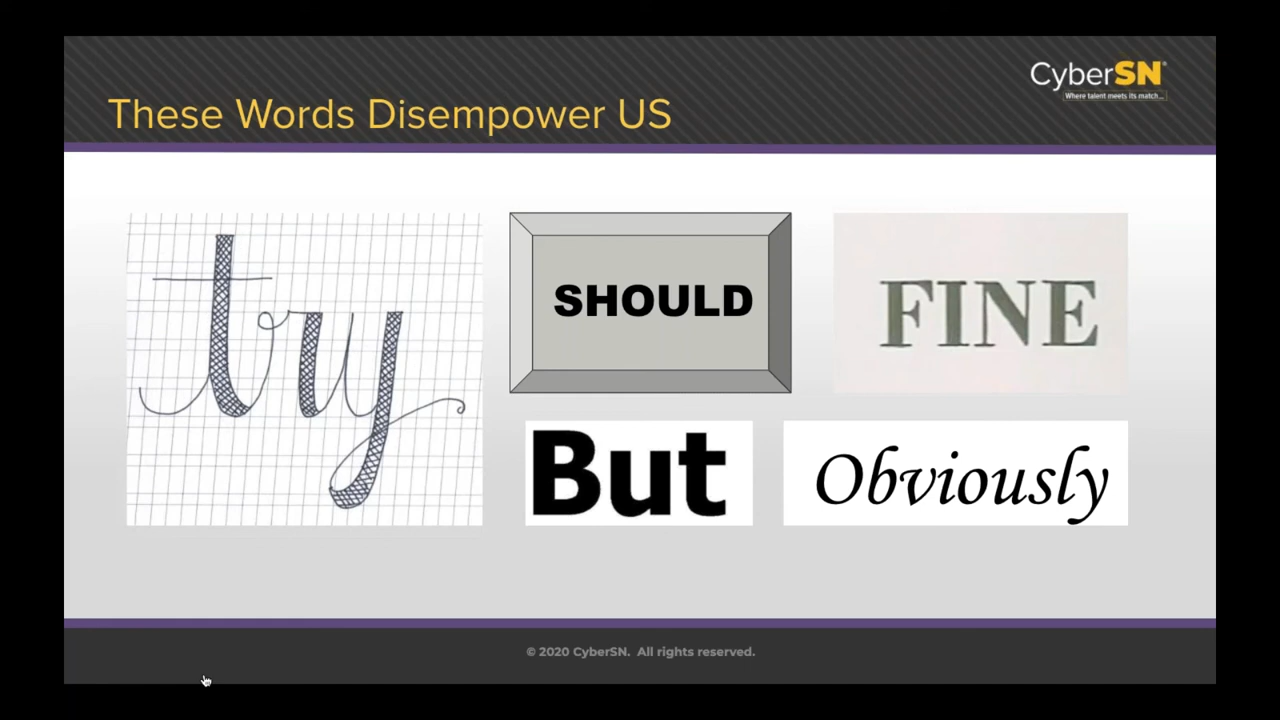 CyberSN®
Where talent meets its match...
These Words Disempower US
try
SHOULD
FINE
But
Obviously
© 2020 CyberSN. All rights reserved.